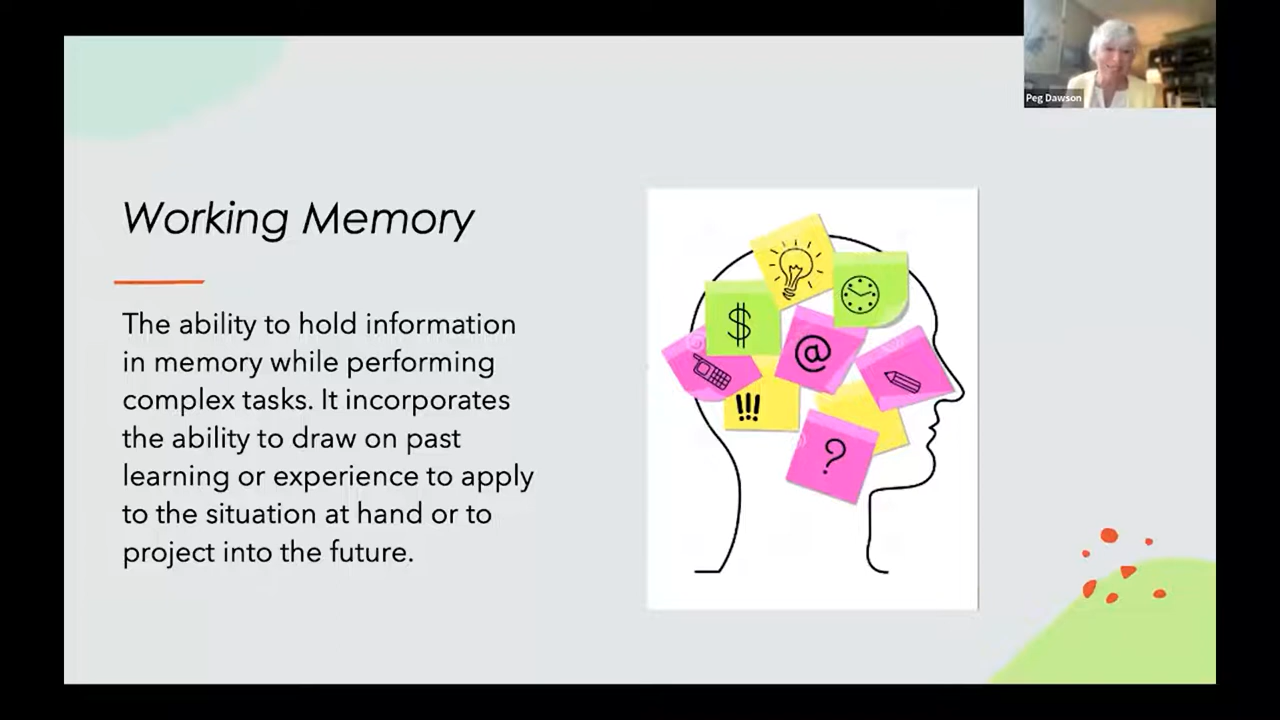 Peg Dawson
Working Memory
The ability to hold information
in memory while performing
complex tasks. It incorporates
the ability to draw on past
learning or experience to apply
to the situation at hand or to
project into the future.
$
@
!!!
?